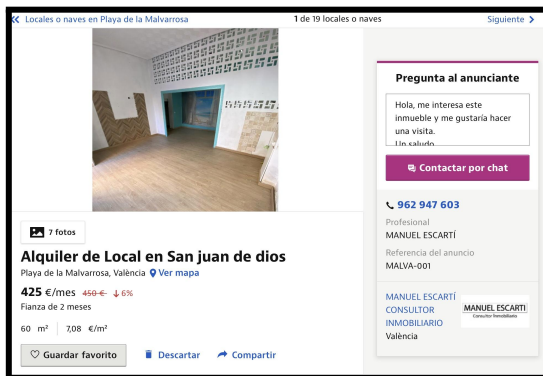 Locales o naves en Playa de la Malvarrosa
1 de 19 locales o naves
Siguiente
7 fotos
Alquiler de Local en San juan de dios
Playa de la Malvarrosa, València Ver mapa
425 €/mes 450 € 6%
Fianza de 2 meses
60 m² 7,08 €/m²
Guardar favorito
Descartar
Compartir
Pregunta al anunciante
Hola, me interesa este
inmueble y me gustaría hacer
una visita.
Un saludo
Contactar por chat
962 947 603
Profesional
MANUEL ESCARTÍ
Referencia del anuncio
MALVA-001
MANUEL ESCARTÍ
CONSULTOR
INMOBILIARIO
València
MANUEL ESCARTI
Consultor Inmobiliario